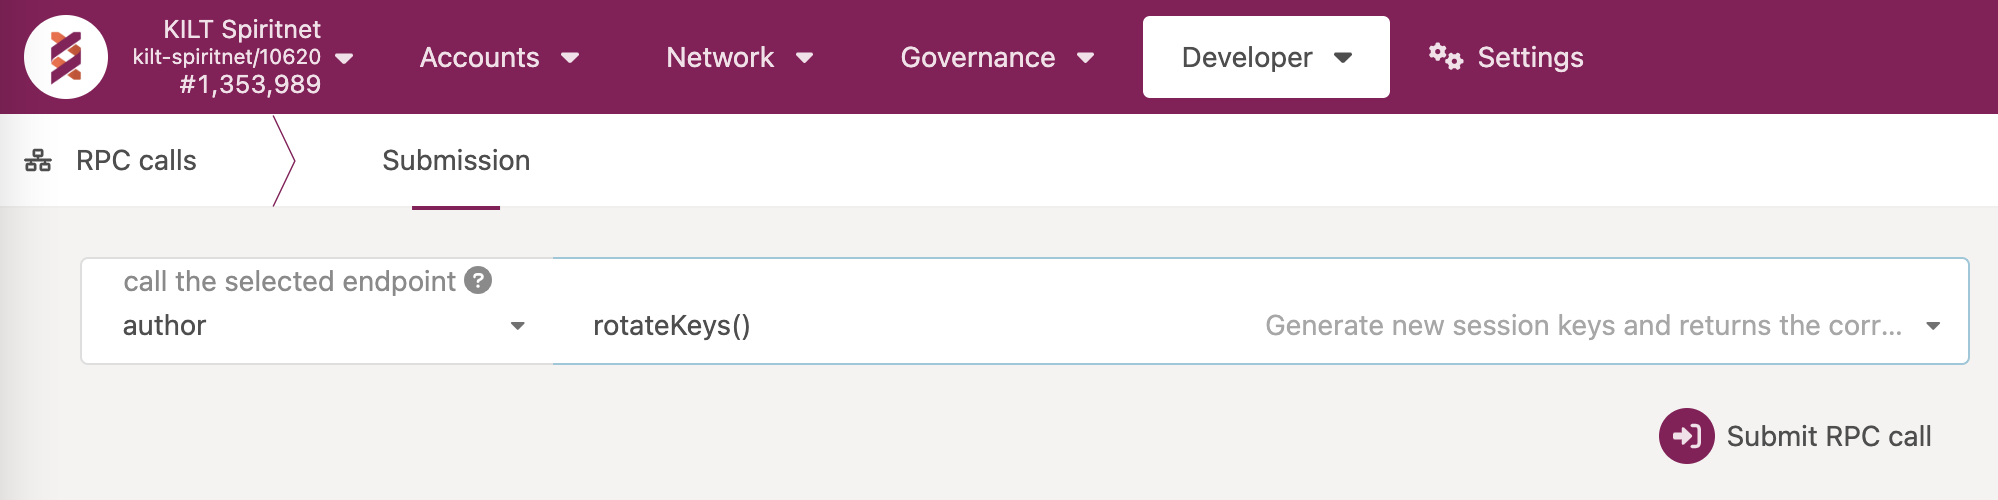 KILT Spiritnet
kilt-spiritnet/10620
#1,353,989
Accounts
Network
Governance
Developer
Settings
RPC calls
Submission
call the selected endpoint ?
author
rotateKeys()
Generate new session keys and returns the corr...
Submit RPC call